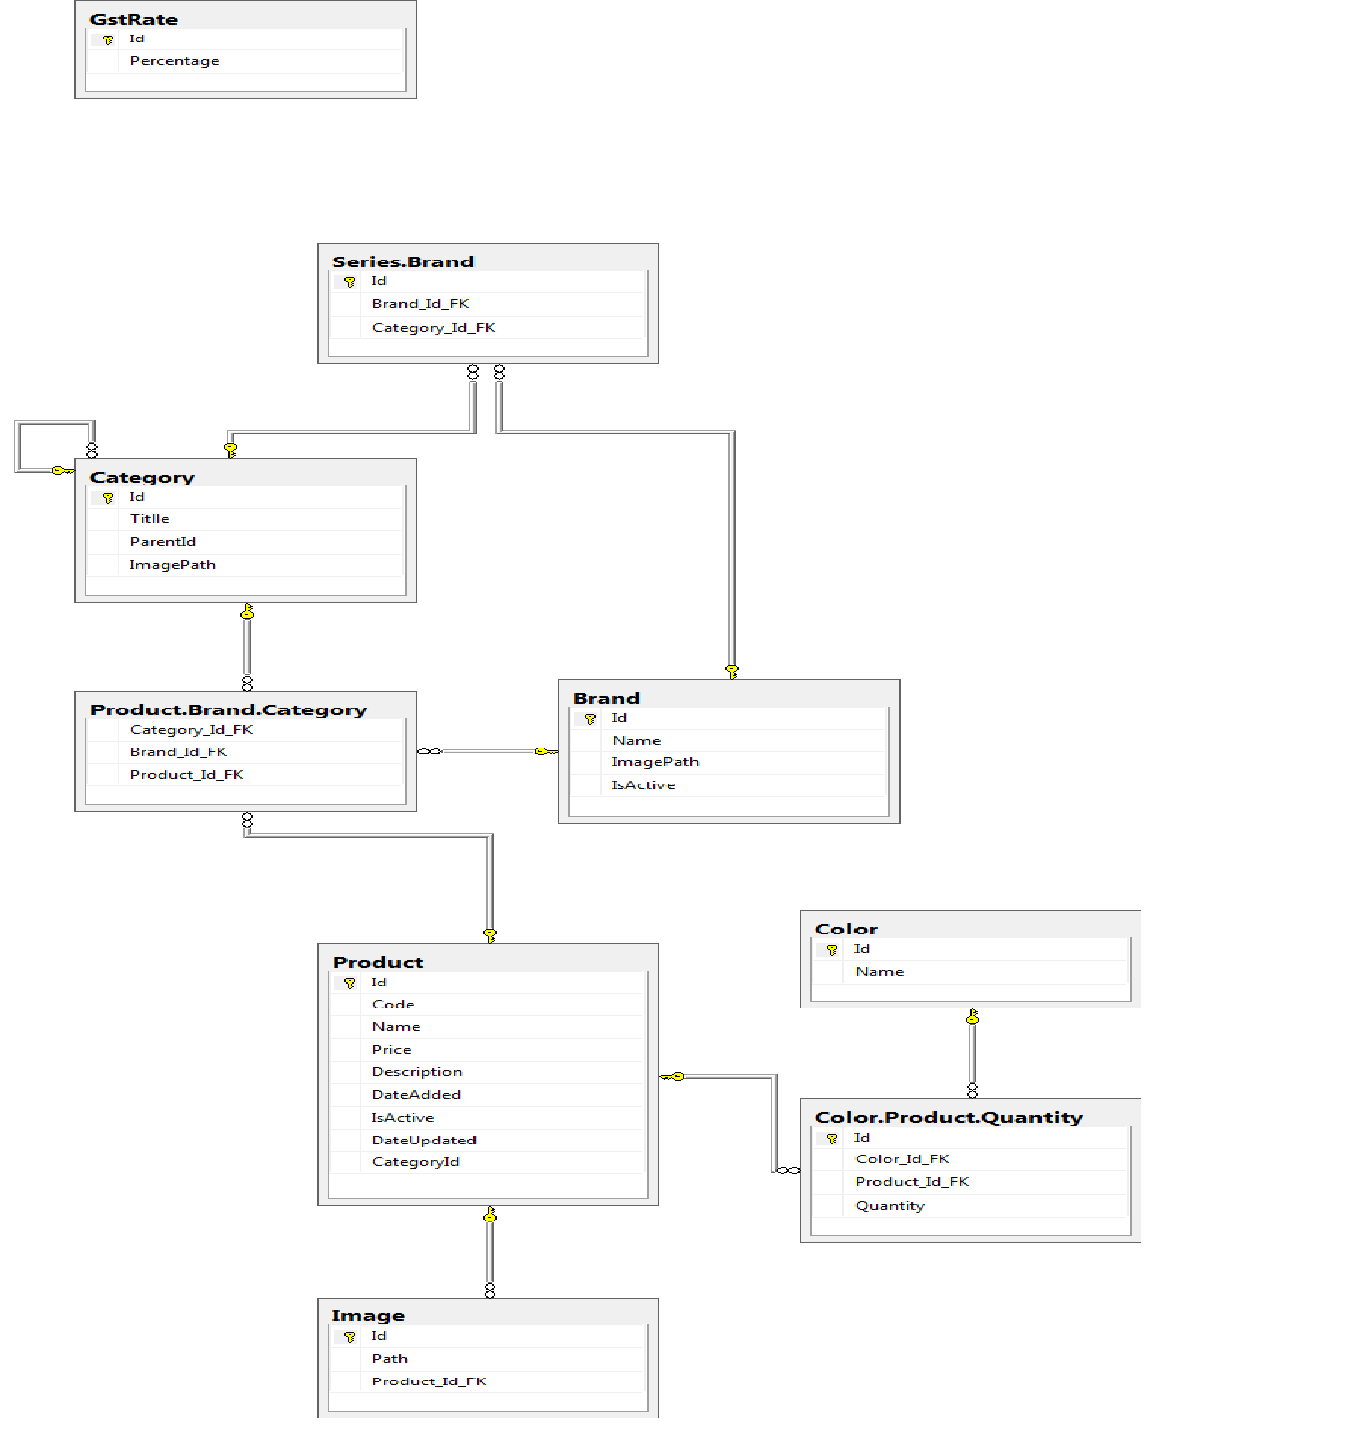 GstRate
Id
Percentage
Series.Brand
Id
Brand_Id_FK
Category_Id_FK
Category
Id
Titlle
ParentId
ImagePath
Product.Brand.Category
Category_Id_FK
Brand_Id_FK
Product_Id_FK
Brand
Id
Name
ImagePath
IsActive
Product
Id
Code
Name
Price
Description
DateAdded
IsActive
DateUpdated
CategoryId
Color
Id
Name
Color.Product.Quantity
Id
Color_Id_FK
Product_Id_FK
Quantity
Image
Id
Path
Product_Id_FK